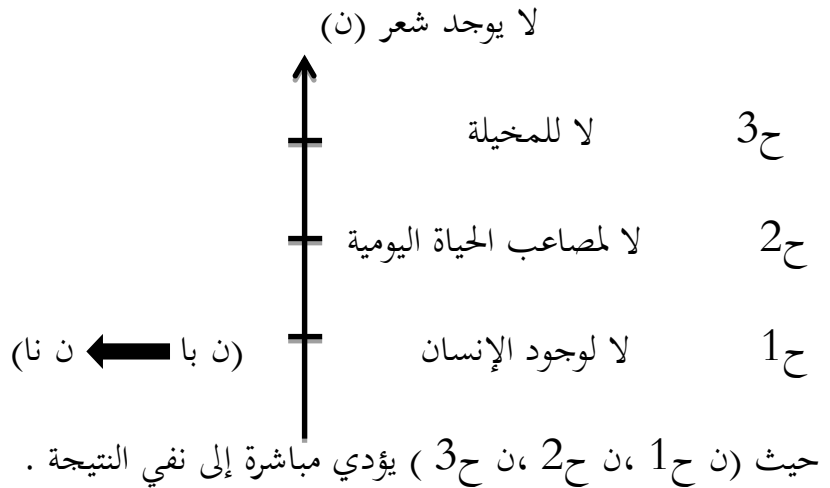 لا يوجد شعر (ن)
ح3 لا للمخيلة
ح2 لا لمصاعب الحياة اليومية
ح1 لا لوجود الإنسان (ن با ن نا)
حيث (ن ح1 ،ن ح2 ،ن ح3 ) يؤدي مباشرة إلى نفي النتيجة .